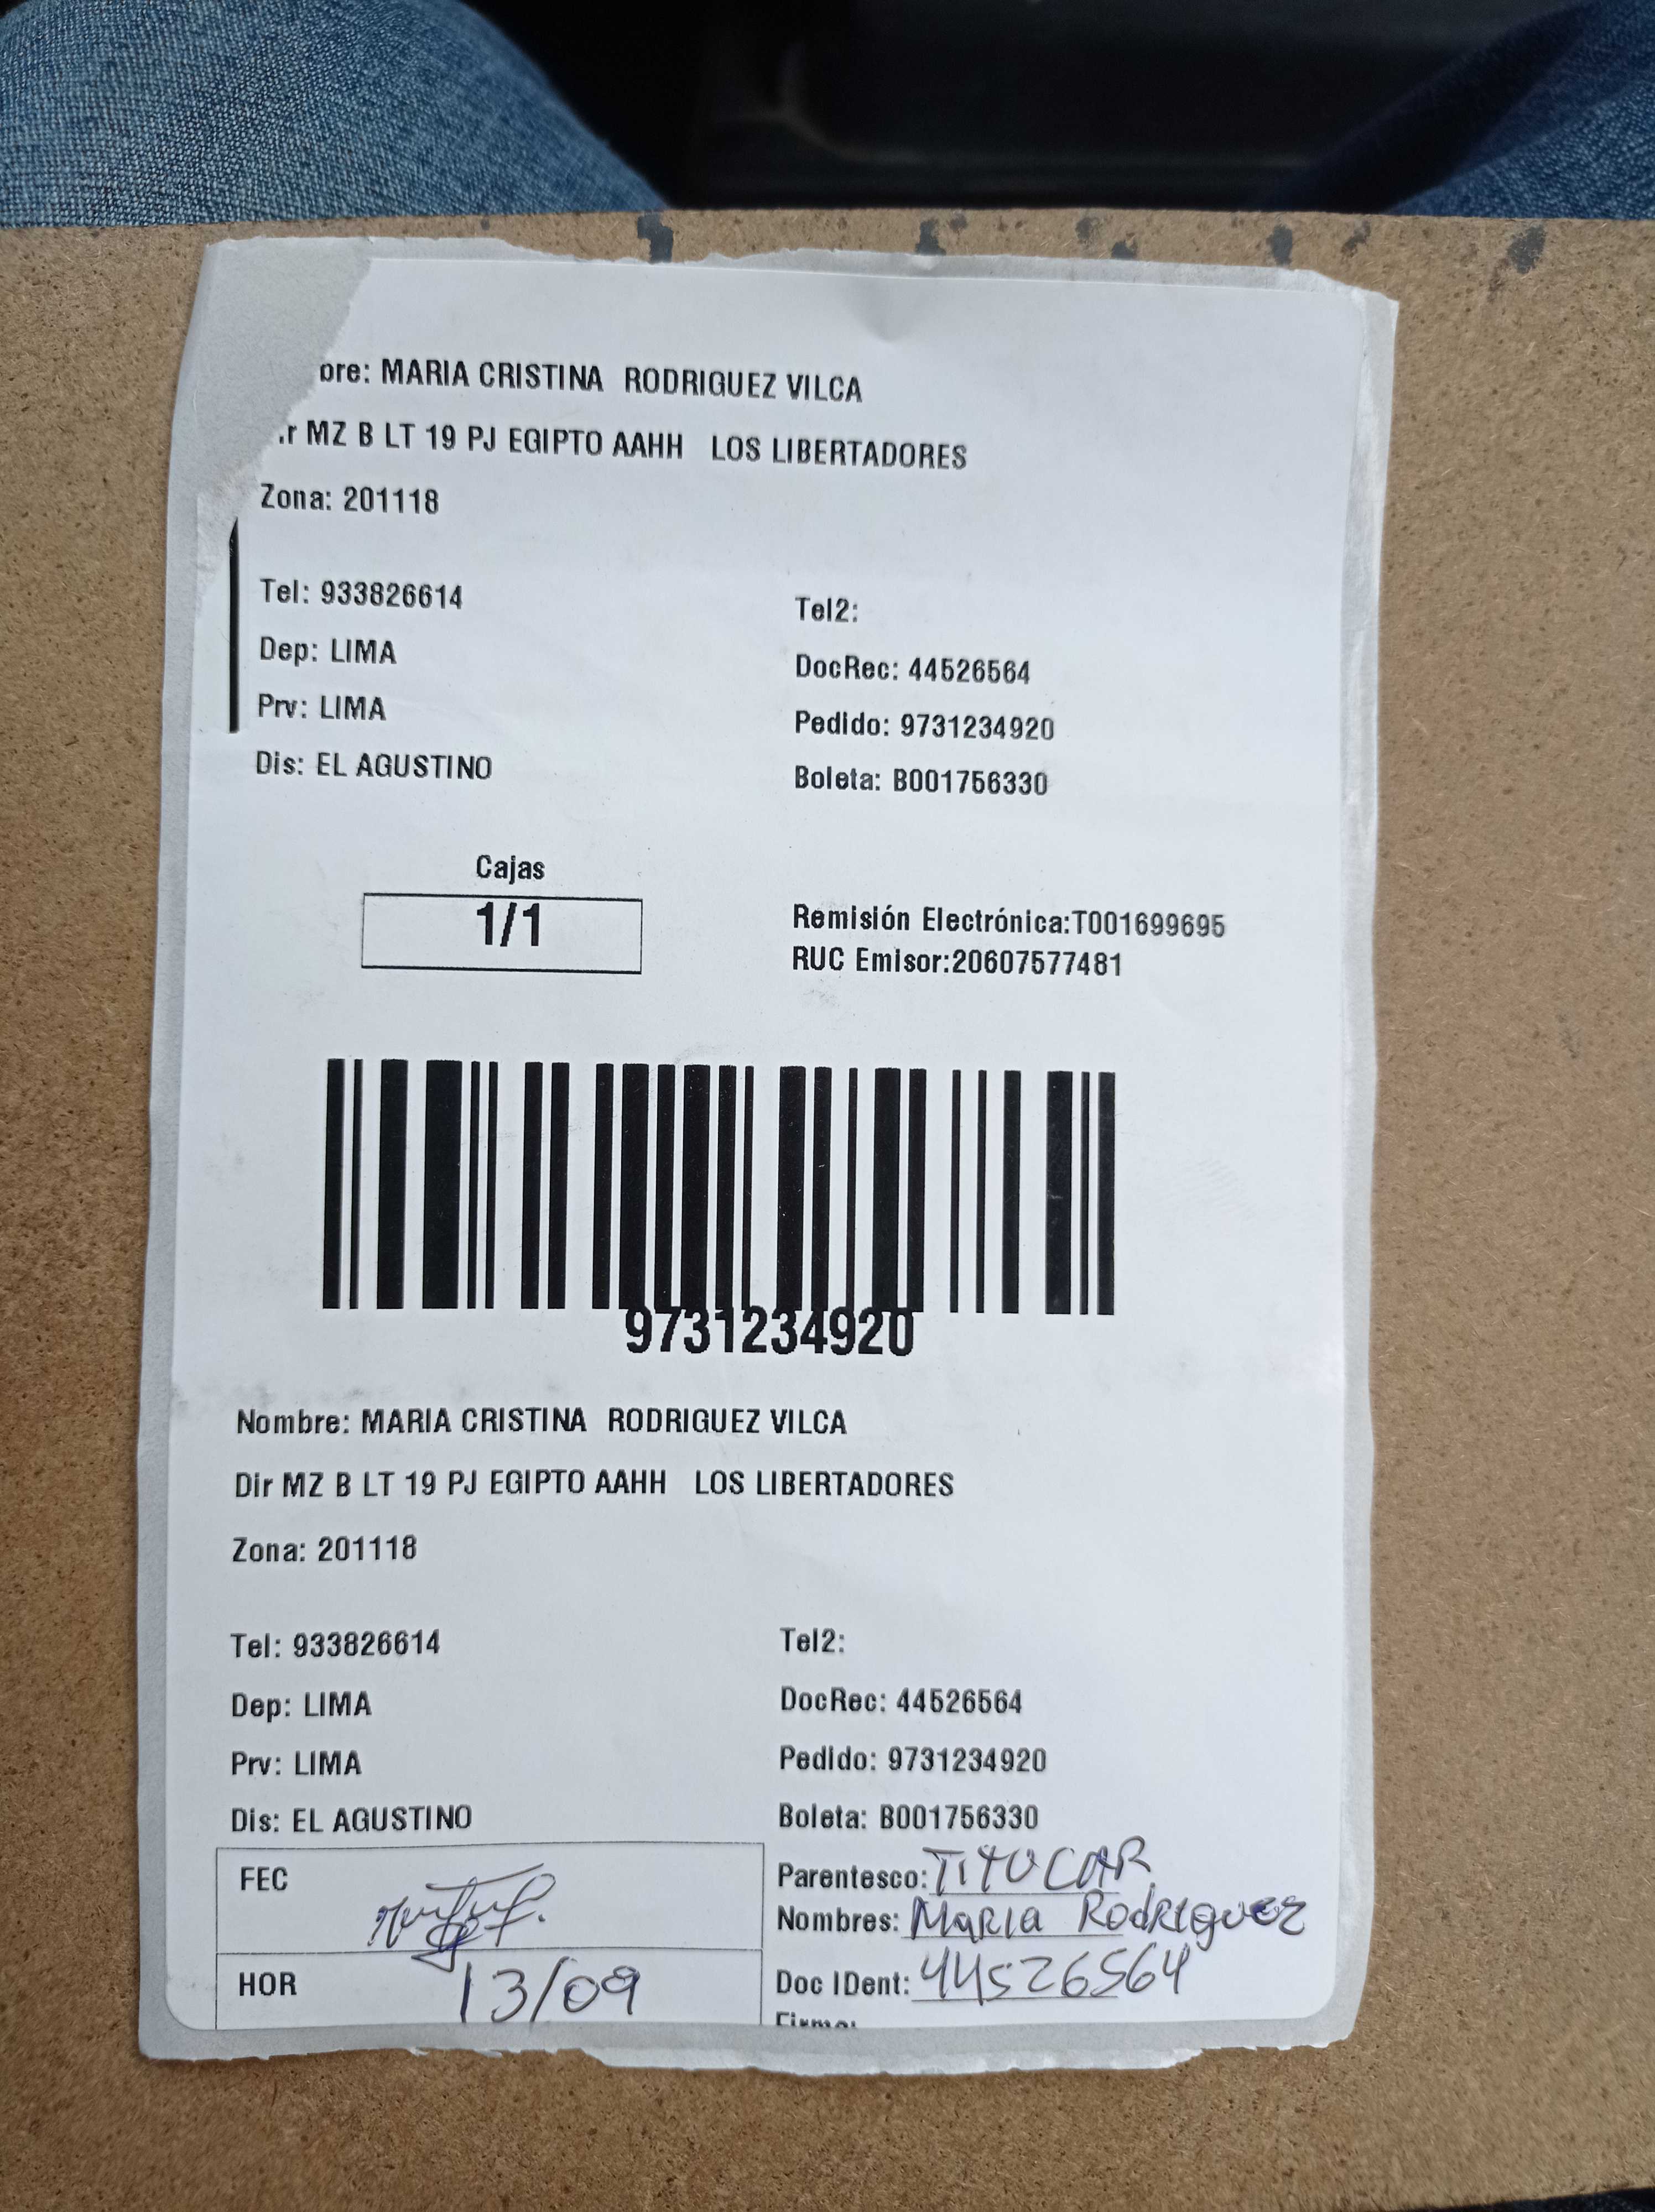 bre: MARIA CRISTINA RODRIGUEZ VILCA
ir MZ B LT 19 PJ EGIPTO AAHH LOS LIBERTADORES
Zona: 201118
Tel: 933826614 Tel2:
Dep: LIMA DocRec: 44526564
Prv: LIMA Pedido: 9731234920
Dis: EL AGUSTINO Boleta: B001756330
Cajas
1/1
Remisión Electrónica:T001699695
RUC Emisor:20607577481
9731234920
Nombre: MARIA CRISTINA RODRIGUEZ VILCA
Dir MZ B LT 19 PJ EGIPTO AAHH LOS LIBERTADORES
Zona: 201118
Tel: 933826614 Tel2:
Dep: LIMA DocRec: 44526564
Prv: LIMA Pedido: 9731234920
Dis: EL AGUSTINO Boleta: B001756330
FEC Parentesco: TITULAR
Nombres: Maria Rodriguez
HOR 13/09 Doc IDent: 44526564
Firma: